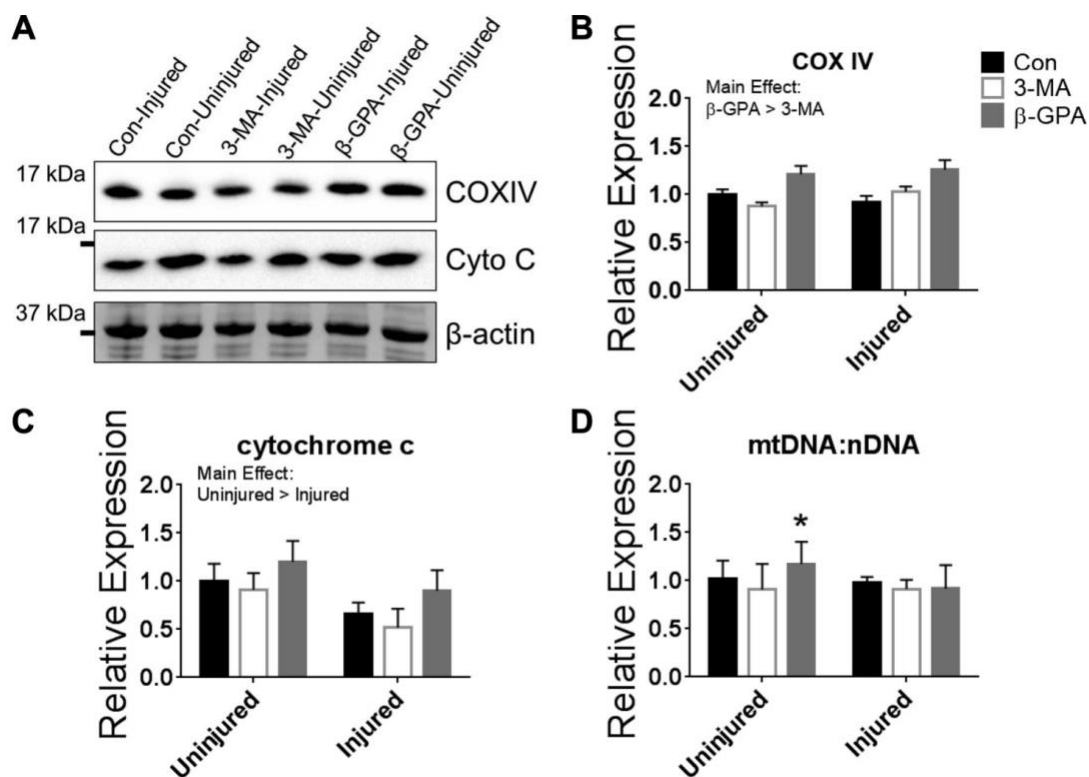 A
Con-Injured
Con-Uninjured
3-MA-Injured
3-MA-Uninjured
β-GPA-Injured
β-GPA-Uninjured
17 kDa
COXIV
17 kDa
Cyto C
37 kDa
β-actin
B
COX IV
Main Effect:
β-GPA > 3-MA
Con
3-MA
β-GPA
Relative Expression
2.0
1.5
1.0
0.5
0.0
Uninjured
Injured
C
cytochrome c
Main Effect:
Uninjured > Injured
Relative Expression
2.0
1.5
1.0
0.5
0.0
Uninjured
Injured
D
mtDNA:nDNA
Relative Expression
2.0
1.5
1.0
0.5
0.0
*
Uninjured
Injured